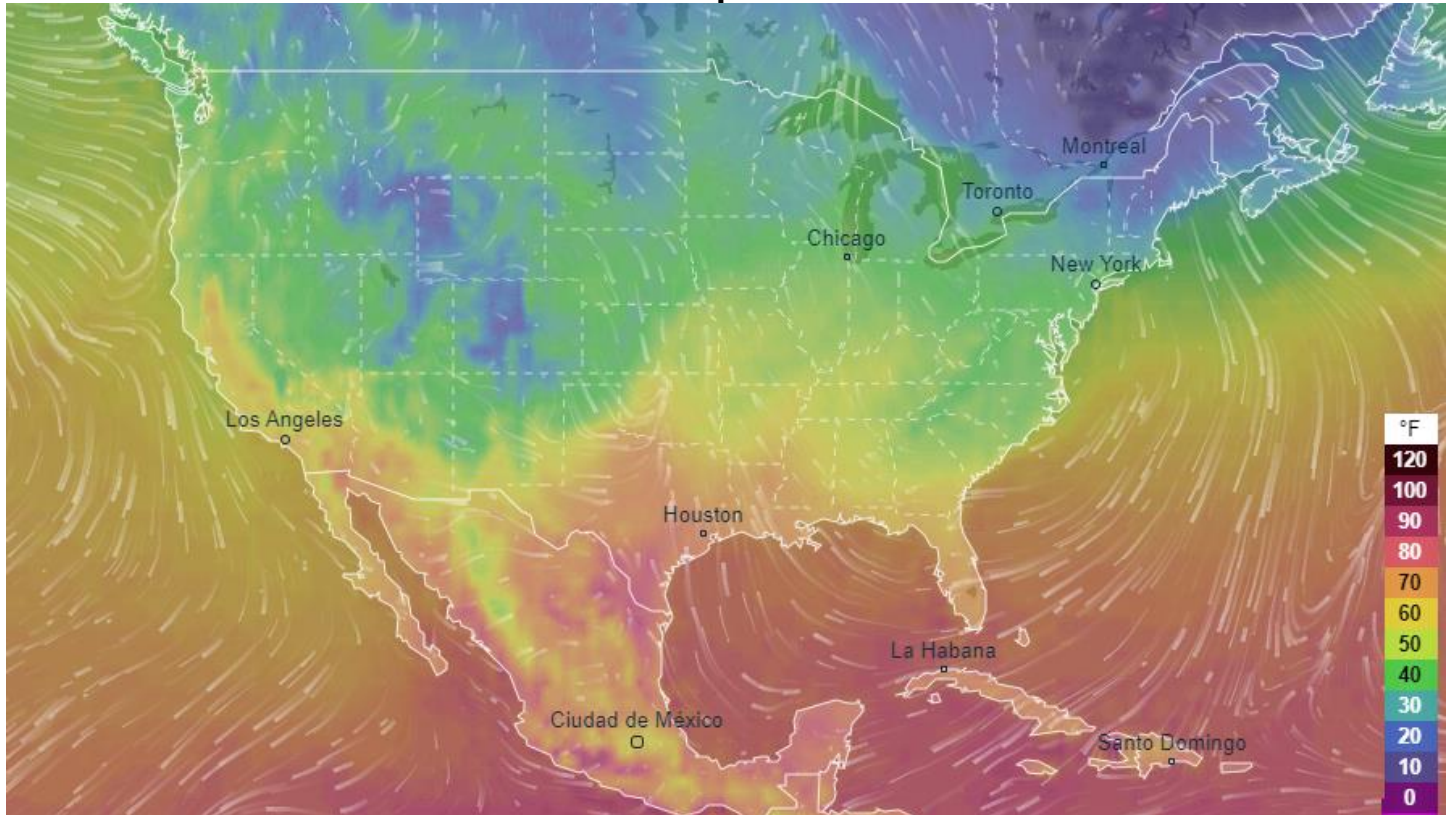 Montreal
Toronto
Chicago
New York
Los Angeles
Houston
La Habana
Ciudad de México
Santo Domingo
°F
120
100
90
80
70
60
50
40
30
20
10
0